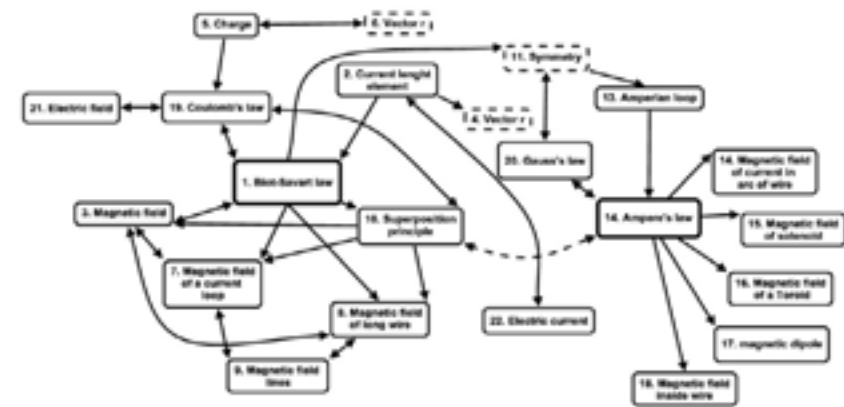 5. Charge
6. Vector r
11. Symmetry
2. Current lenght
element
21. Electric field
19. Coulomb's law
4. Vector r
13. Amperian loop
20. Gauss's law
1. Biot-Savart law
14. Magnetic field
of current in
arc of wire
3. Magnetic field
10. Superposition
principle
14. Ampere's law
15. Magnetic field
of solenoid
7. Magnetic field
of a current
loop
16. Magnetic field
of a Toroid
8. Magnetic field
of long wire
22. Electric current
17. magnetic dipole
9. Magnetic field
lines
18. Magnetic field
inside wire